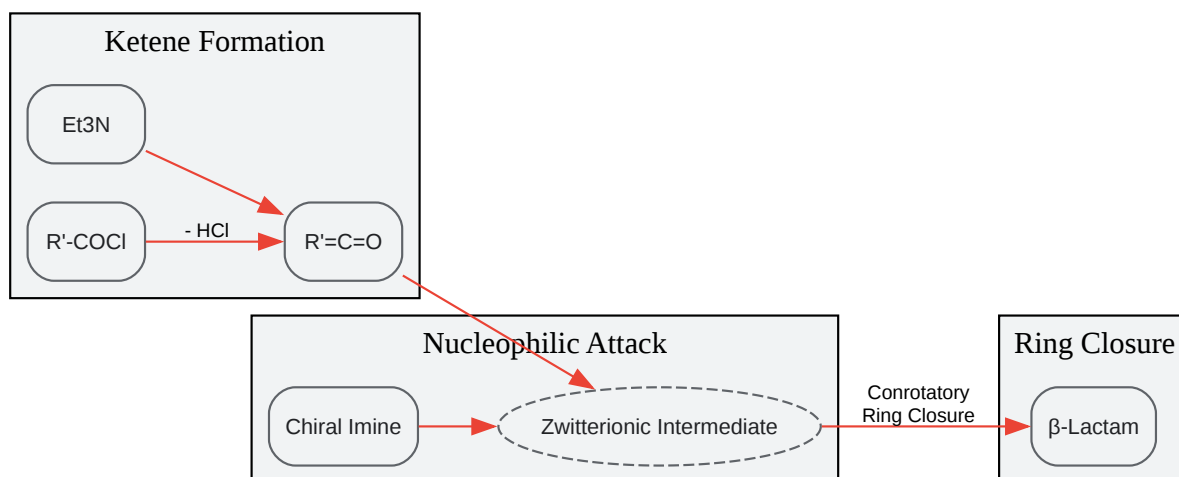 Ketene Formation
Et3N
R'-COCl
- HCl
R'=C=O
Nucleophilic Attack
Chiral Imine
Zwitterionic Intermediate
Conrotatory
Ring Closure
Ring Closure
β-Lactam